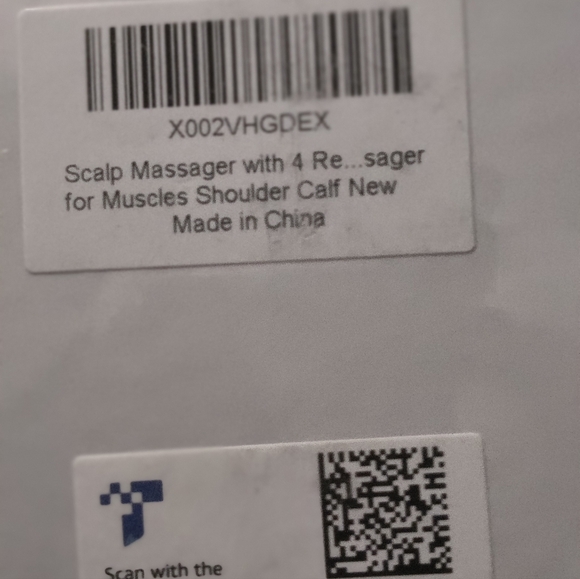 X002VHGDEX
Scalp Massager with 4 Re...sager
for Muscles Shoulder Calf New
Made in China
Scan with the